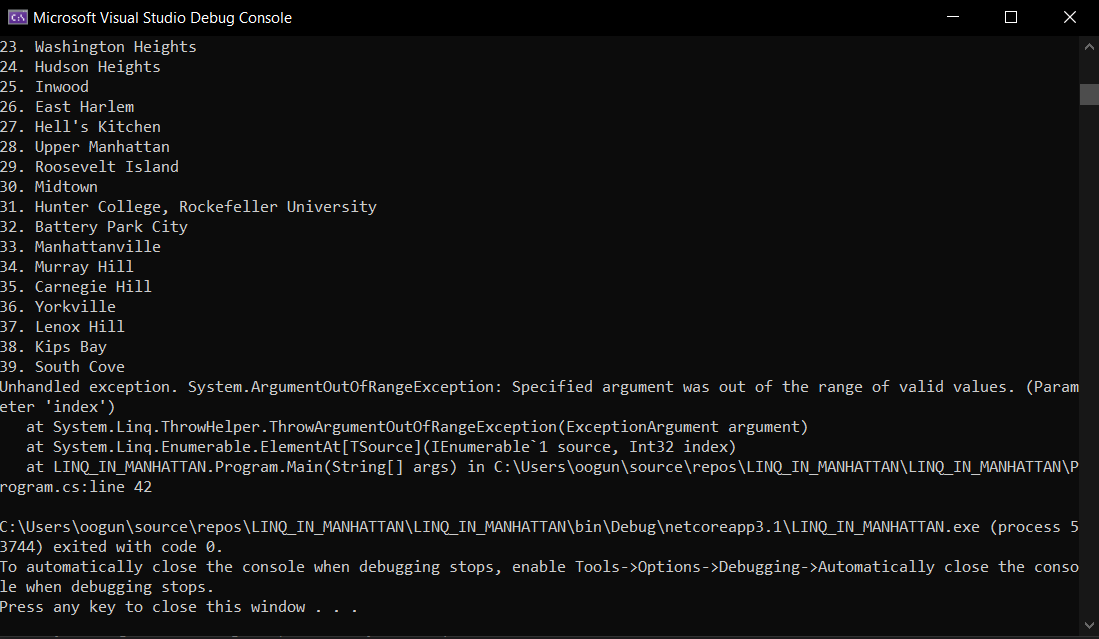 Microsoft Visual Studio Debug Console
23. Washington Heights
24. Hudson Heights
25. Inwood
26. East Harlem
27. Hell's Kitchen
28. Upper Manhattan
29. Roosevelt Island
30. Midtown
31. Hunter College, Rockefeller University
32. Battery Park City
33. Manhattanville
34. Murray Hill
35. Carnegie Hill
36. Yorkville
37. Lenox Hill
38. Kips Bay
39. South Cove
Unhandled exception. System.ArgumentOutOfRangeException: Specified argument was out of the range of valid values. (Param
eter 'index')
   at System.Linq.ThrowHelper.ThrowArgumentOutOfRangeException(ExceptionArgument argument)
   at System.Linq.Enumerable.ElementAt[TSource](IEnumerable`1 source, Int32 index)
   at LINQ_IN_MANHATTAN.Program.Main(String[] args) in C:\Users\oogun\source\repos\LINQ_IN_MANHATTAN\LINQ_IN_MANHATTAN\P
rogram.cs:line 42
C:\Users\oogun\source\repos\LINQ_IN_MANHATTAN\LINQ_IN_MANHATTAN\bin\Debug\netcoreapp3.1\LINQ_IN_MANHATTAN.exe (process 5
3744) exited with code 0.
To automatically close the console when debugging stops, enable Tools->Options->Debugging->Automatically close the conso
le when debugging stops.
Press any key to close this window . . .